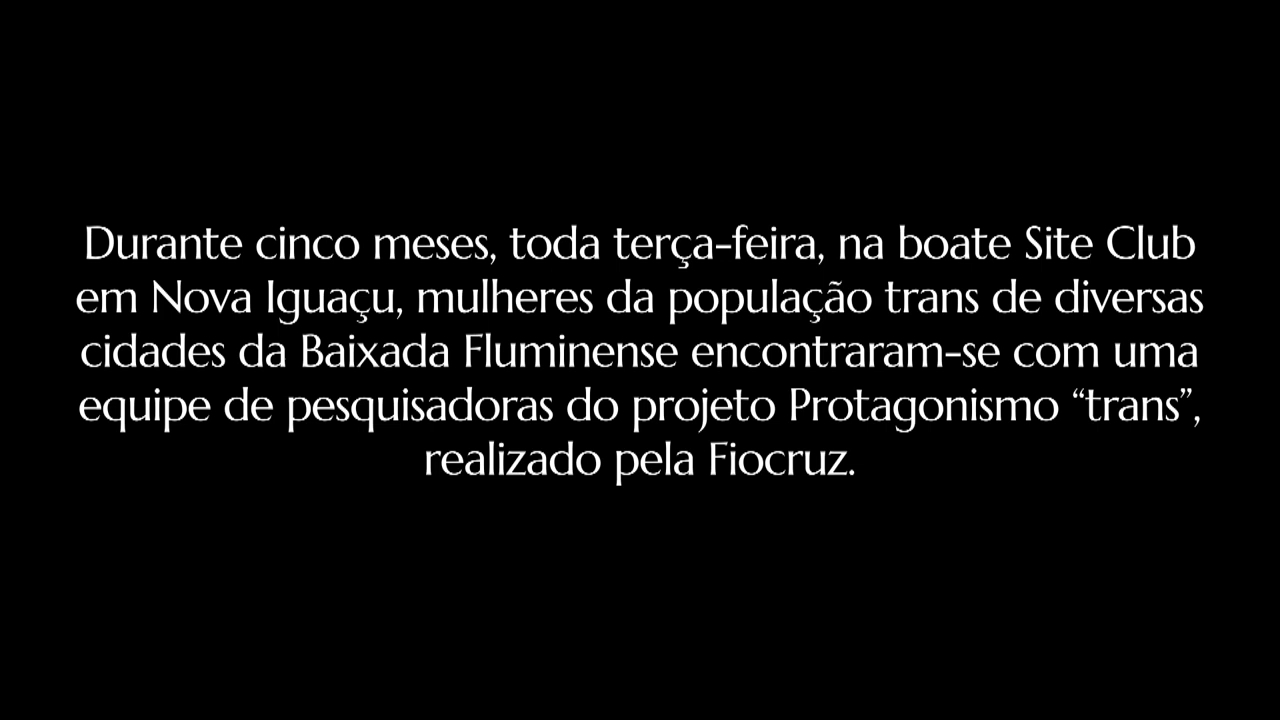 Durante cinco meses, toda terça-feira, na boate Site Club
em Nova Iguaçu, mulheres da população trans de diversas
cidades da Baixada Fluminense encontraram-se com uma
equipe de pesquisadoras do projeto Protagonismo “trans”,
realizado pela Fiocruz.